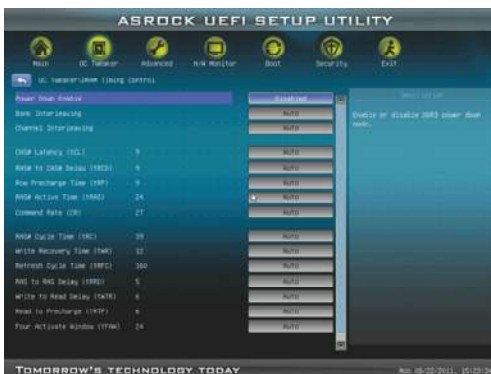 ASROCK UEFI SETUP UTILITY
Main OC Tweaker Advanced H/W Monitor Boot Security Exit
OC Tweaker\DRAM Timing Control
Description
Power Down Enable Disabled
Enable or disable DDR3 power down mode.
Bank Interleaving Auto
Channel Interleaving Auto
CAS# Latency (tCL) 9 Auto
RAS# to CAS# Delay (tRCD) 9 Auto
Row Precharge Time (tRP) 9 Auto
RAS# Active Time (tRAS) 24 Auto
Command Rate (CR) 2T Auto
RAS# Cycle Time (tRC) 33 Auto
Write Recovery Time (tWR) 12 Auto
Refresh Cycle Time (tRFC) 160 Auto
RAS to RAS Delay (tRRD) 5 Auto
Write to Read Delay (tWTR) 6 Auto
Read to Precharge (tRTP) 6 Auto
Four Activate Window (tFAW) 24 Auto
TOMORROW'S TECHNOLOGY TODAY